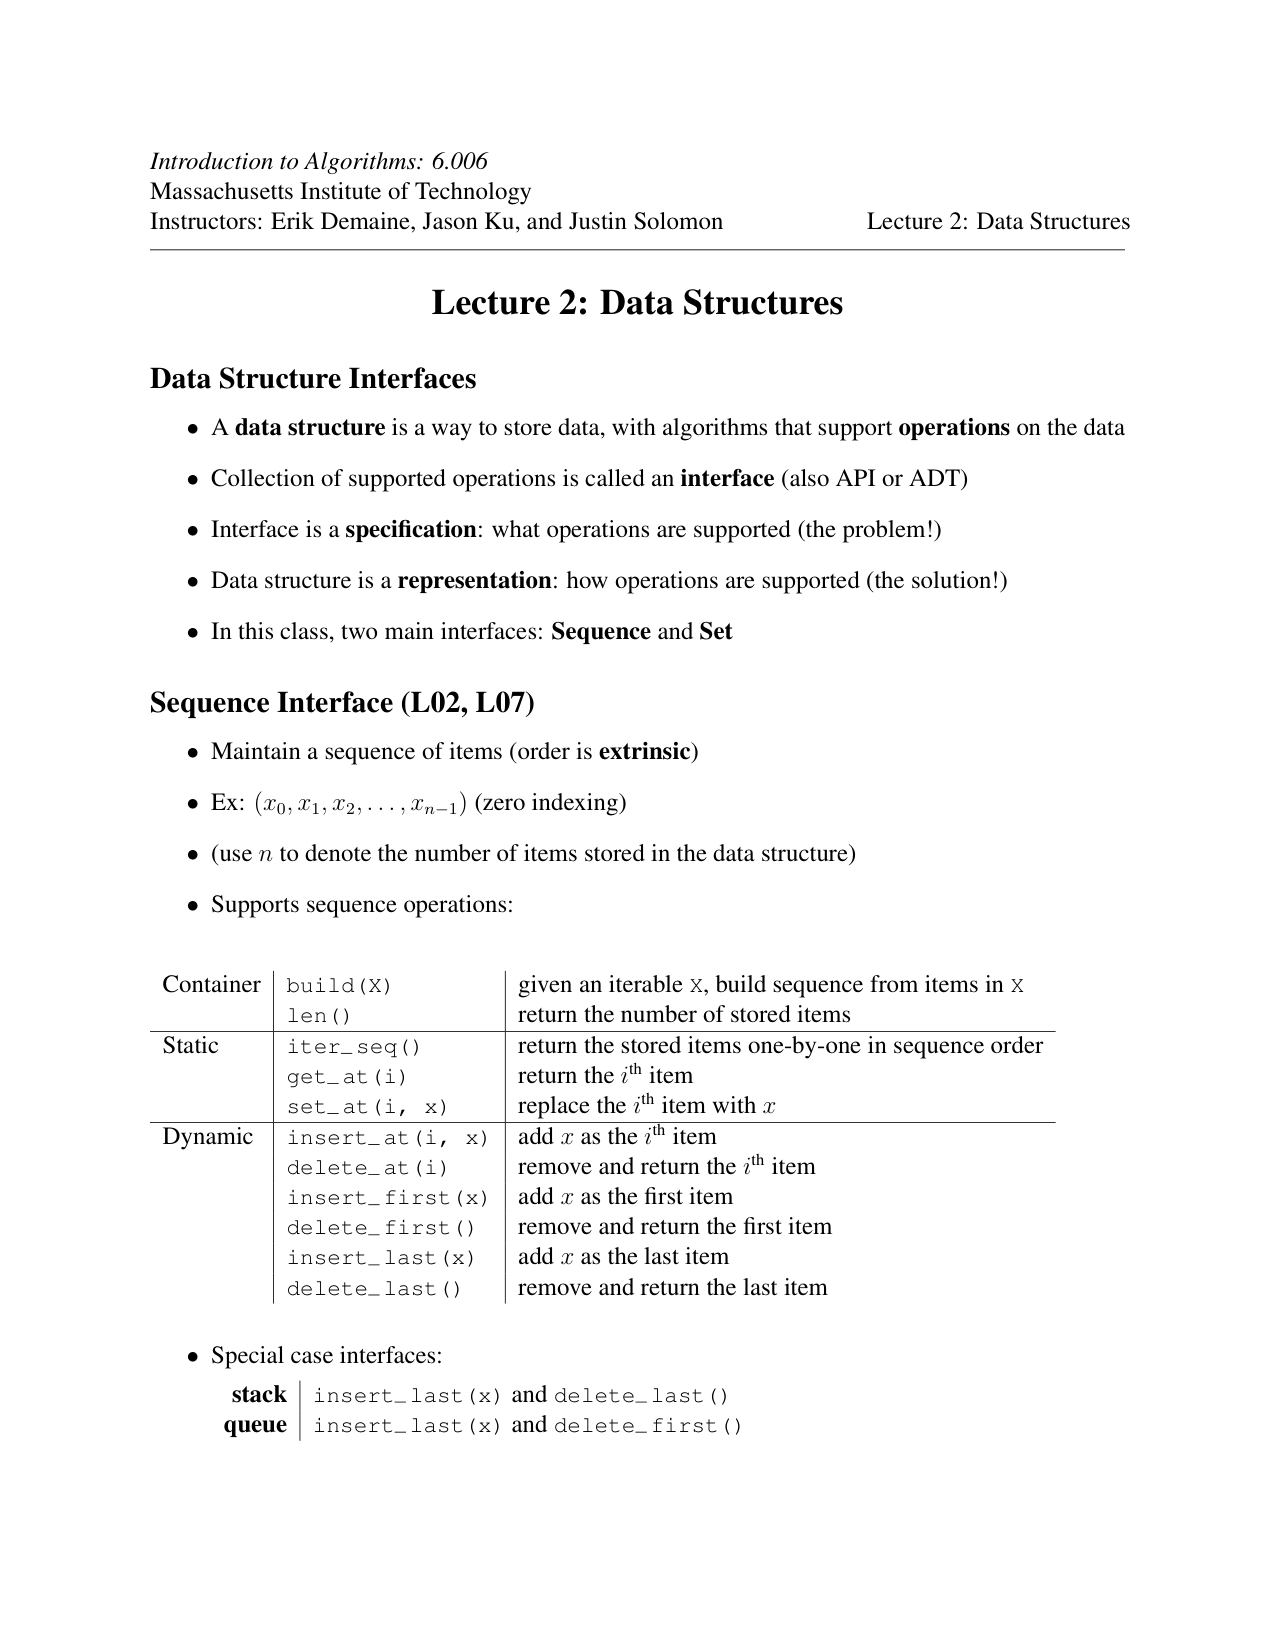 Introduction to Algorithms: 6.006
Massachusetts Institute of Technology
Instructors: Erik Demaine, Jason Ku, and Justin Solomon Lecture 2: Data Structures
Lecture 2: Data Structures
Data Structure Interfaces
• A data structure is a way to store data, with algorithms that support operations on the data
• Collection of supported operations is called an interface (also API or ADT)
• Interface is a specification: what operations are supported (the problem!)
• Data structure is a representation: how operations are supported (the solution!)
• In this class, two main interfaces: Sequence and Set
Sequence Interface (L02, L07)
• Maintain a sequence of items (order is extrinsic)
• Ex: (x₀, x₁, x₂, . . . , xₙ₋₁) (zero indexing)
• (use n to denote the number of items stored in the data structure)
• Supports sequence operations:
Container build(X) given an iterable X, build sequence from items in X
len() return the number of stored items
Static iter_seq() return the stored items one-by-one in sequence order
get_at(i) return the iᵗʰ item
set_at(i, x) replace the iᵗʰ item with x
Dynamic insert_at(i, x) add x as the iᵗʰ item
delete_at(i) remove and return the iᵗʰ item
insert_first(x) add x as the first item
delete_first() remove and return the first item
insert_last(x) add x as the last item
delete_last() remove and return the last item
• Special case interfaces:
stack insert_last(x) and delete_last()
queue insert_last(x) and delete_first()